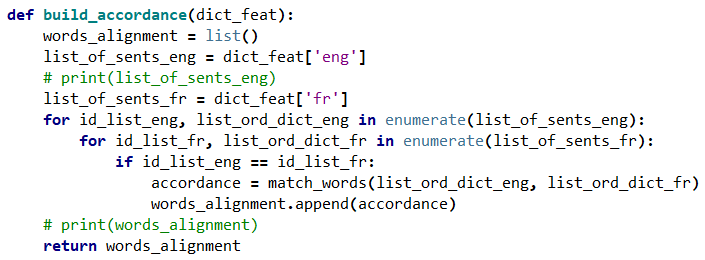 def build_accordance(dict_feat):
    words_alignment = list()
    list_of_sents_eng = dict_feat['eng']
    # print(list_of_sents_eng)
    list_of_sents_fr = dict_feat['fr']
    for id_list_eng, list_ord_dict_eng in enumerate(list_of_sents_eng):
        for id_list_fr, list_ord_dict_fr in enumerate(list_of_sents_fr):
            if id_list_eng == id_list_fr:
                accordance = match_words(list_ord_dict_eng, list_ord_dict_fr)
                words_alignment.append(accordance)
    # print(words_alignment)
    return words_alignment